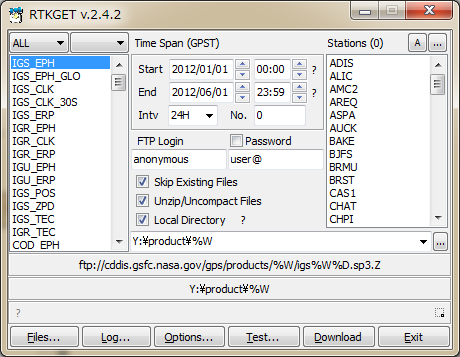 RTKGET v.2.4.2
ALL
Time Span (GPST)
Stations (0)
A
...
IGS_EPH
IGS_EPH_GLO
IGS_CLK
IGS_CLK_30S
IGS_ERP
IGR_EPH
IGR_CLK
IGR_ERP
IGU_EPH
IGU_ERP
IGS_POS
IGS_ZPD
IGS_TEC
IGR_TEC
COD_EPH
Start 2012/01/01 00:00 ?
End 2012/06/01 23:59 ?
Intv 24H No. 0
FTP Login Password
anonymous user@
Skip Existing Files
Unzip/Uncompact Files
Local Directory ?
ADIS
ALIC
AMC2
AREQ
ASPA
AUCK
BAKE
BJFS
BRMU
BRST
CAS1
CHAT
CHPI
Y:¥product¥%W ...
ftp://cddis.gsfc.nasa.gov/gps/products/%W/igs%W%D.sp3.Z
Y:¥product¥%W
?
Files... Log... Options... Test... Download Exit